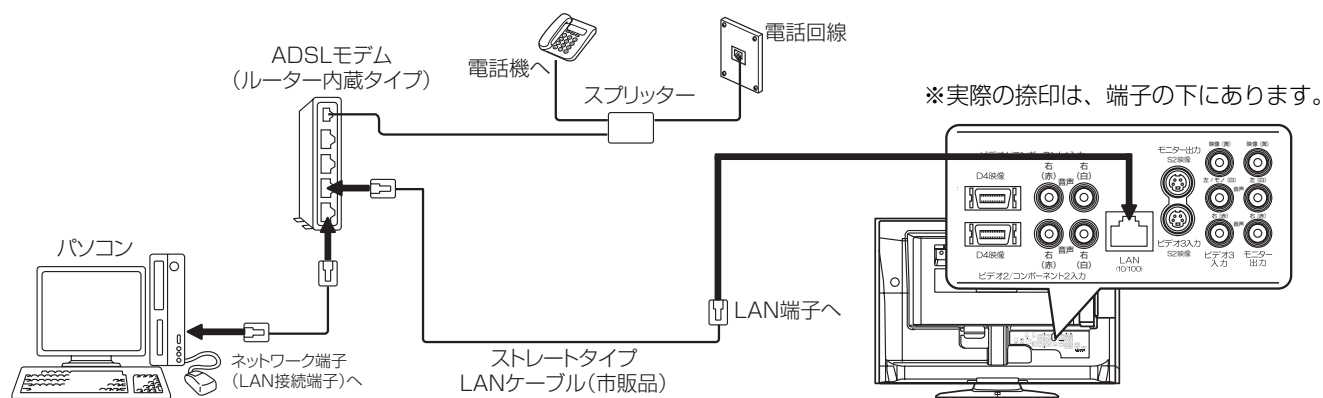 ADSLモデム
(ルーター内蔵タイプ)
電話機へ
電話回線
スプリッター
※実際の捺印は、端子の下にあります。
パソコン
ネットワーク端子
(LAN接続端子)へ
ストレートタイプ
LANケーブル(市販品)
LAN端子へ
D4映像
右
(赤)
右
(白)
音声
モニター出力
S2映像
映像(黄)
映像(黄)
左/モノ(白)
左(白)
音声
右(赤)
右(赤)
音声
D4映像
音声
右
(赤)
右
(白)
LAN
(10/100)
ビデオ3入力
S2映像
ビデオ3
入力
モニター
出力
ビデオ2/コンポーネント2入力